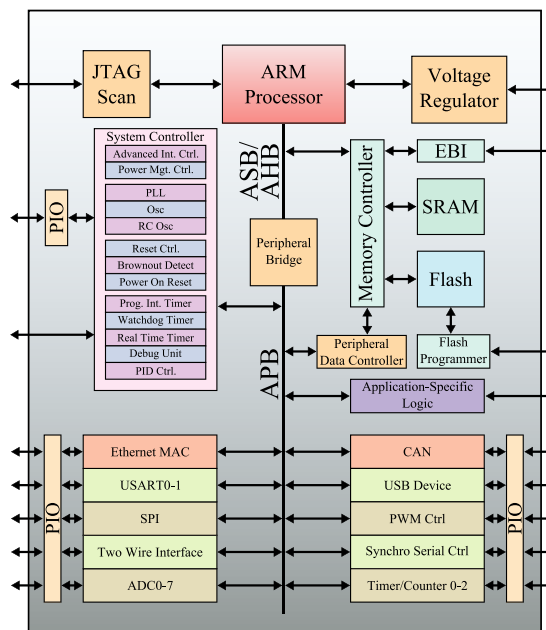 JTAG
Scan
ARM
Processor
Voltage
Regulator
System Controller
Advanced Int. Ctrl.
Power Mgt. Ctrl.
PLL
Osc
RC Osc
Reset Ctrl.
Brownout Detect
Power On Reset
Prog. Int. Timer
Watchdog Timer
Real Time Timer
Debug Unit
PID Ctrl.
PIO
ASB/
AHB
Peripheral
Bridge
APB
Memory Controller
EBI
SRAM
Flash
Peripheral
Data Controller
Flash
Programmer
Application-Specific
Logic
PIO
Ethernet MAC
USART0-1
SPI
Two Wire Interface
ADC0-7
CAN
USB Device
PWM Ctrl
Synchro Serial Ctrl
Timer/Counter 0-2
PIO